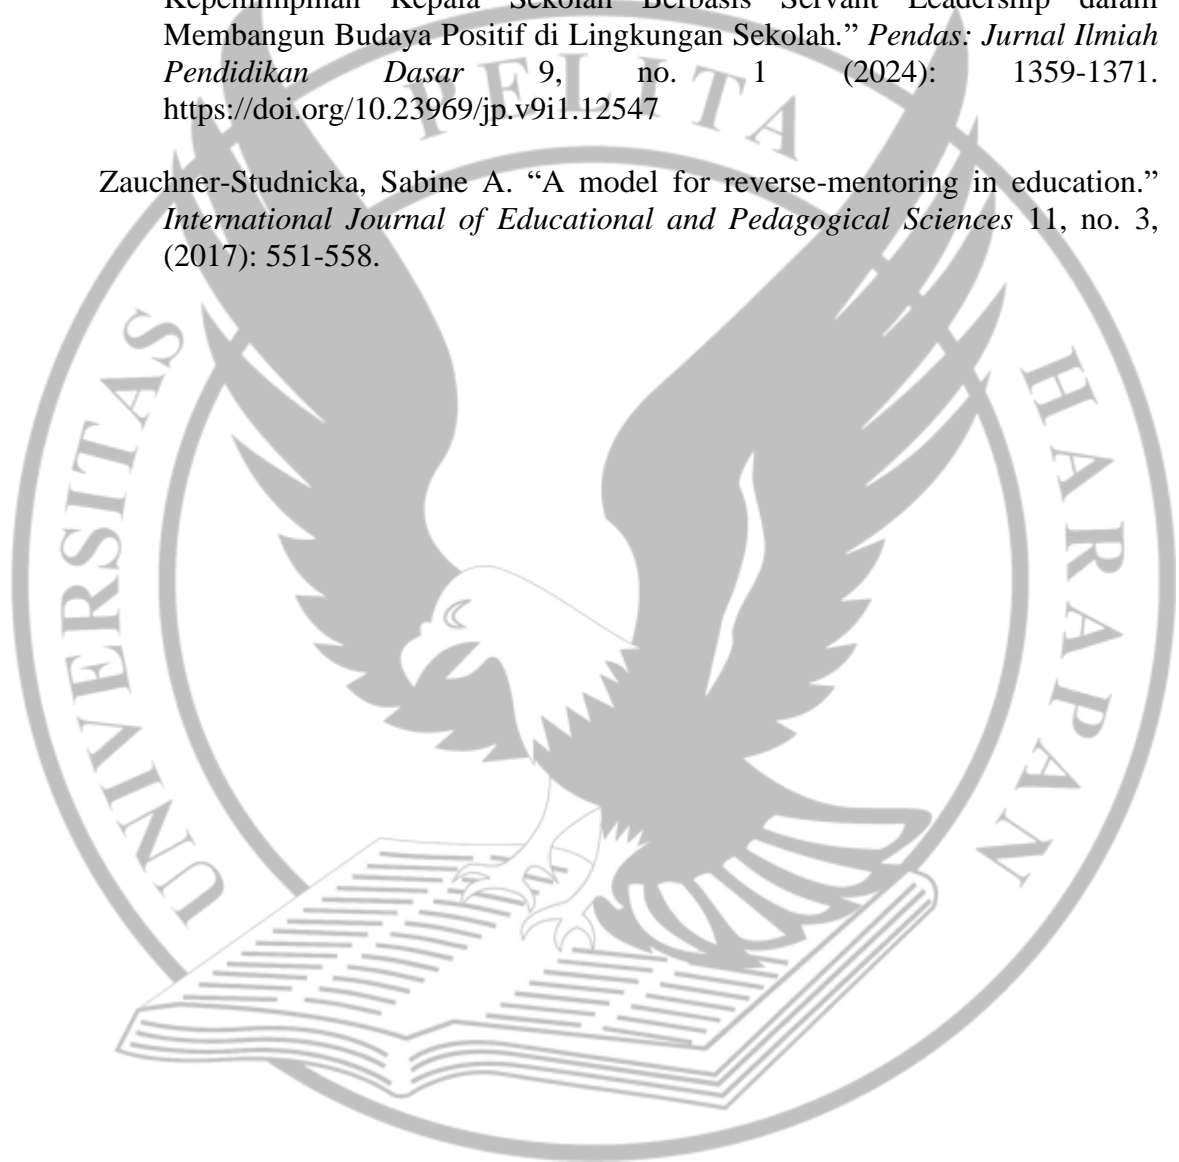 Kepemimpinan Kepala Sekolah Berbasis Servant Leadership dalam
Membangun Budaya Positif di Lingkungan Sekolah.” Pendas: Jurnal Ilmiah
Pendidikan Dasar 9, no. 1 (2024): 1359-1371.
https://doi.org/10.23969/jp.v9i1.12547
Zauchner-Studnicka, Sabine A. “A model for reverse-mentoring in education.”
International Journal of Educational and Pedagogical Sciences 11, no. 3,
(2017): 551-558.
UNIVERSITAS
PELITA
HARAPAN